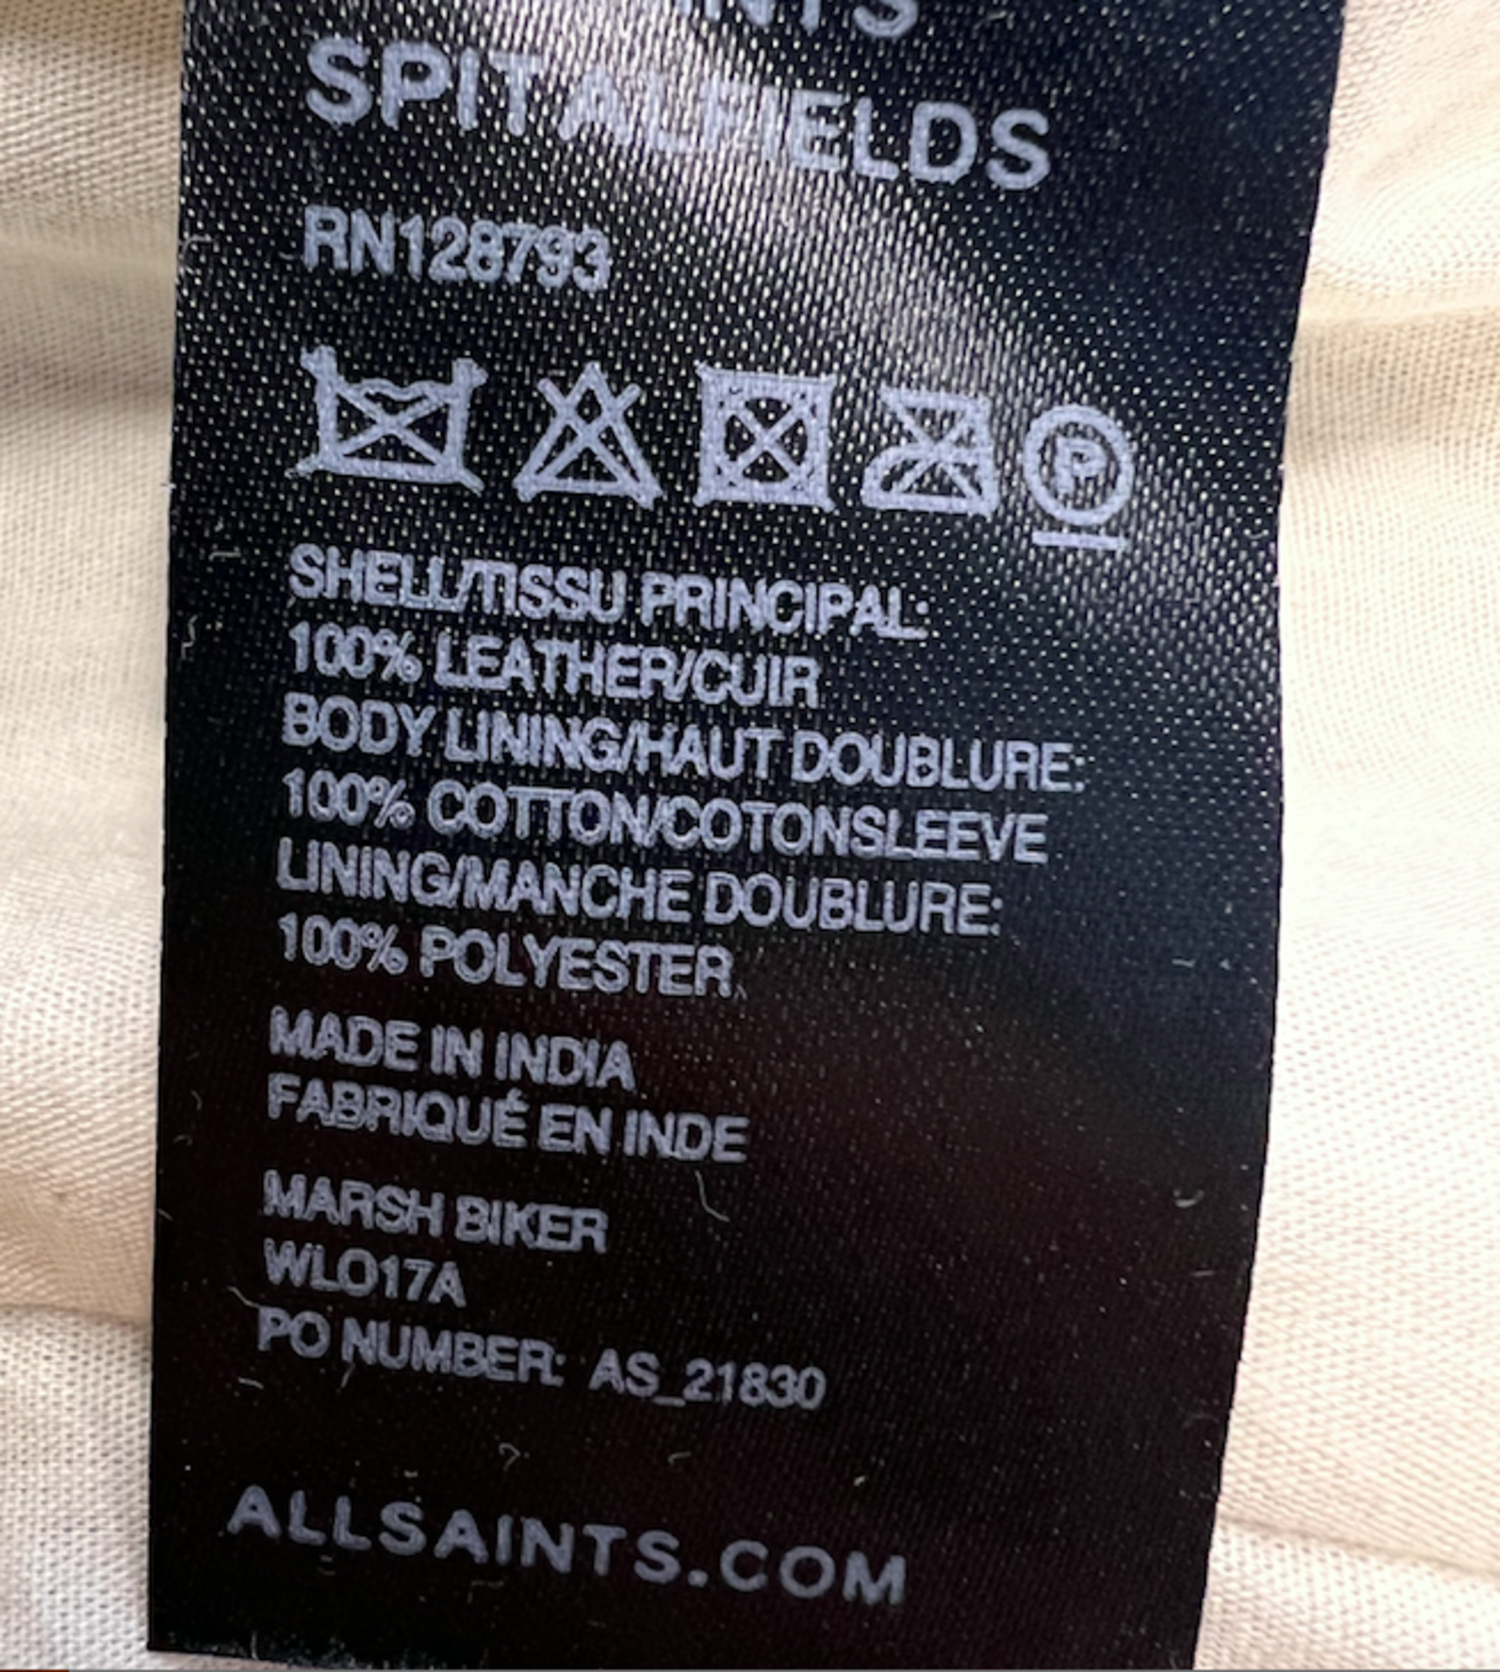 SPITALFIELDS
RN128793
P
SHELL/TISSU PRINCIPAL:
100% LEATHER/CUIR
BODY LINING/HAUT DOUBLURE:
100% COTTON/COTONSLEEVE
LINING/MANCHE DOUBLURE:
100% POLYESTER
MADE IN INDIA
FABRIQUÉ EN INDE
MARSH BIKER
WLO17A
PO NUMBER: AS_21830
ALLSAINTS.COM